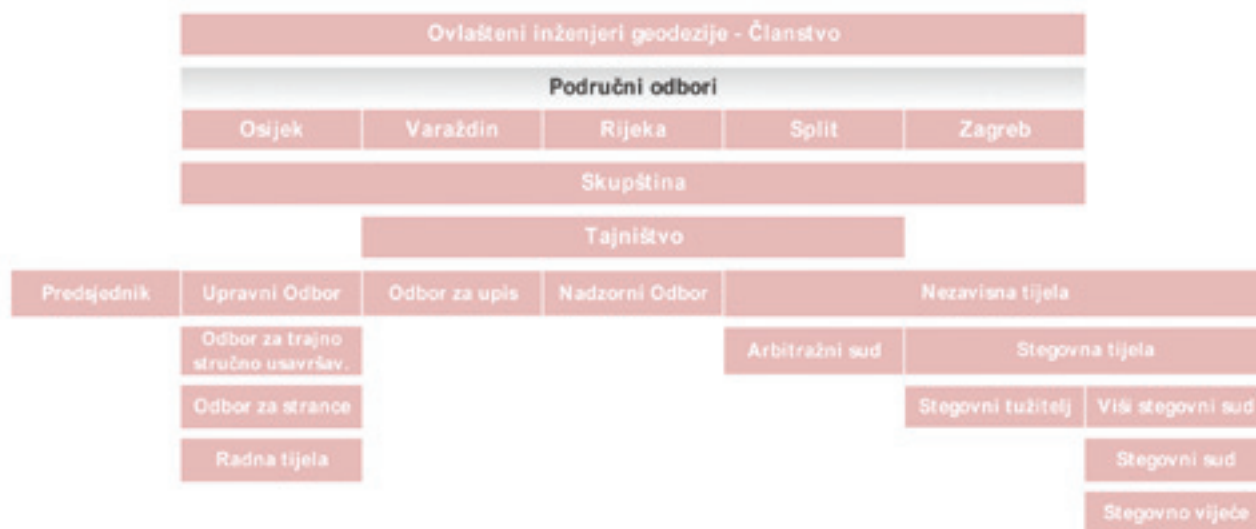 Ovlašteni inženjeri geodezije - Članstvo
Područni odbori
Osijek
Varaždin
Rijeka
Split
Zagreb
Skupština
Tajništvo
Predsjednik
Upravni Odbor
Odbor za upis
Nadzorni Odbor
Nezavisna tijela
Odbor za trajno
stručno usavršav.
Arbitražni sud
Stegovna tijela
Odbor za strance
Stegovni tužitelj
Viši stegovni sud
Radna tijela
Stegovni sud
Stegovno vijeće